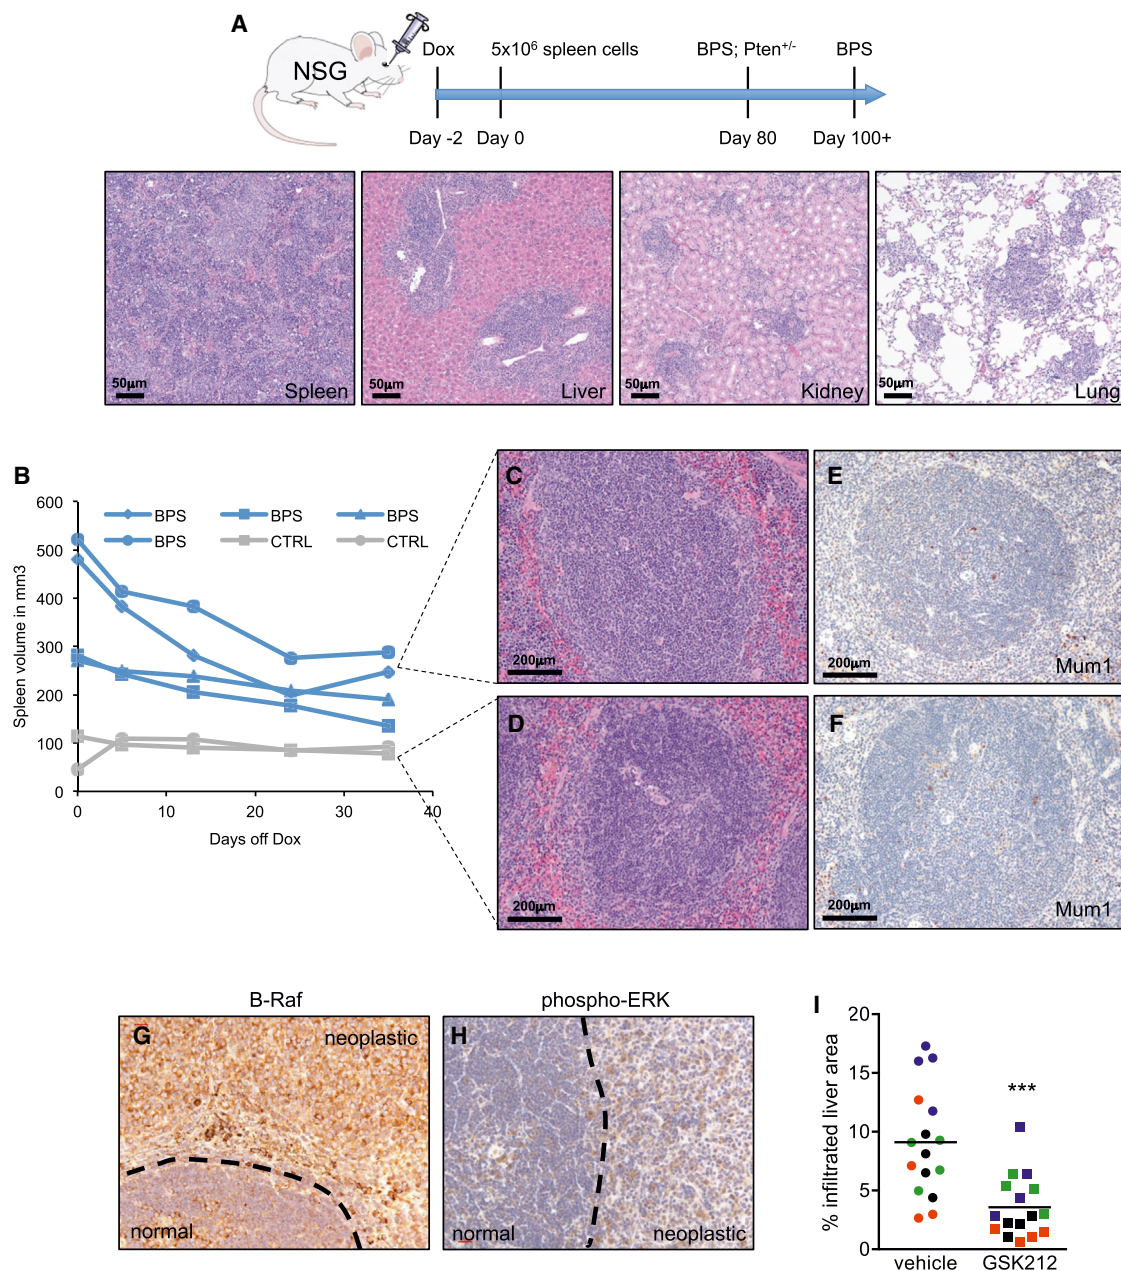 A
NSG
Dox
5x10⁶ spleen cells
BPS; Pten⁺/⁻
BPS
Day -2
Day 0
Day 80
Day 100+
50μm
Spleen
50μm
Liver
50μm
Kidney
50μm
Lung
B
Spleen volume in mm3
600
500
400
300
200
100
0
BPS
BPS
BPS
BPS
CTRL
CTRL
0
10
20
30
40
Days off Dox
C
200μm
E
200μm
Mum1
D
200μm
F
200μm
Mum1
B-Raf
G
neoplastic
normal
phospho-ERK
H
normal
neoplastic
I
% infiltrated liver area
20
15
10
5
0
***
vehicle
GSK212